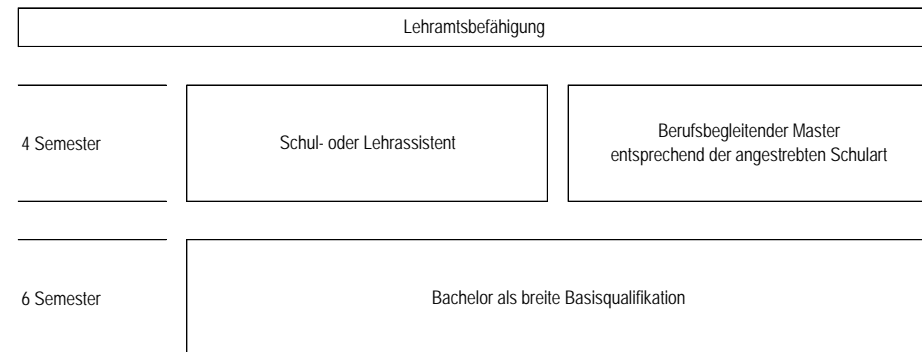 Lehramtsbefähigung
4 Semester
Schul- oder Lehrassistent
Berufsbegleitender Master
entsprechend der angestrebten Schulart
6 Semester
Bachelor als breite Basisqualifikation